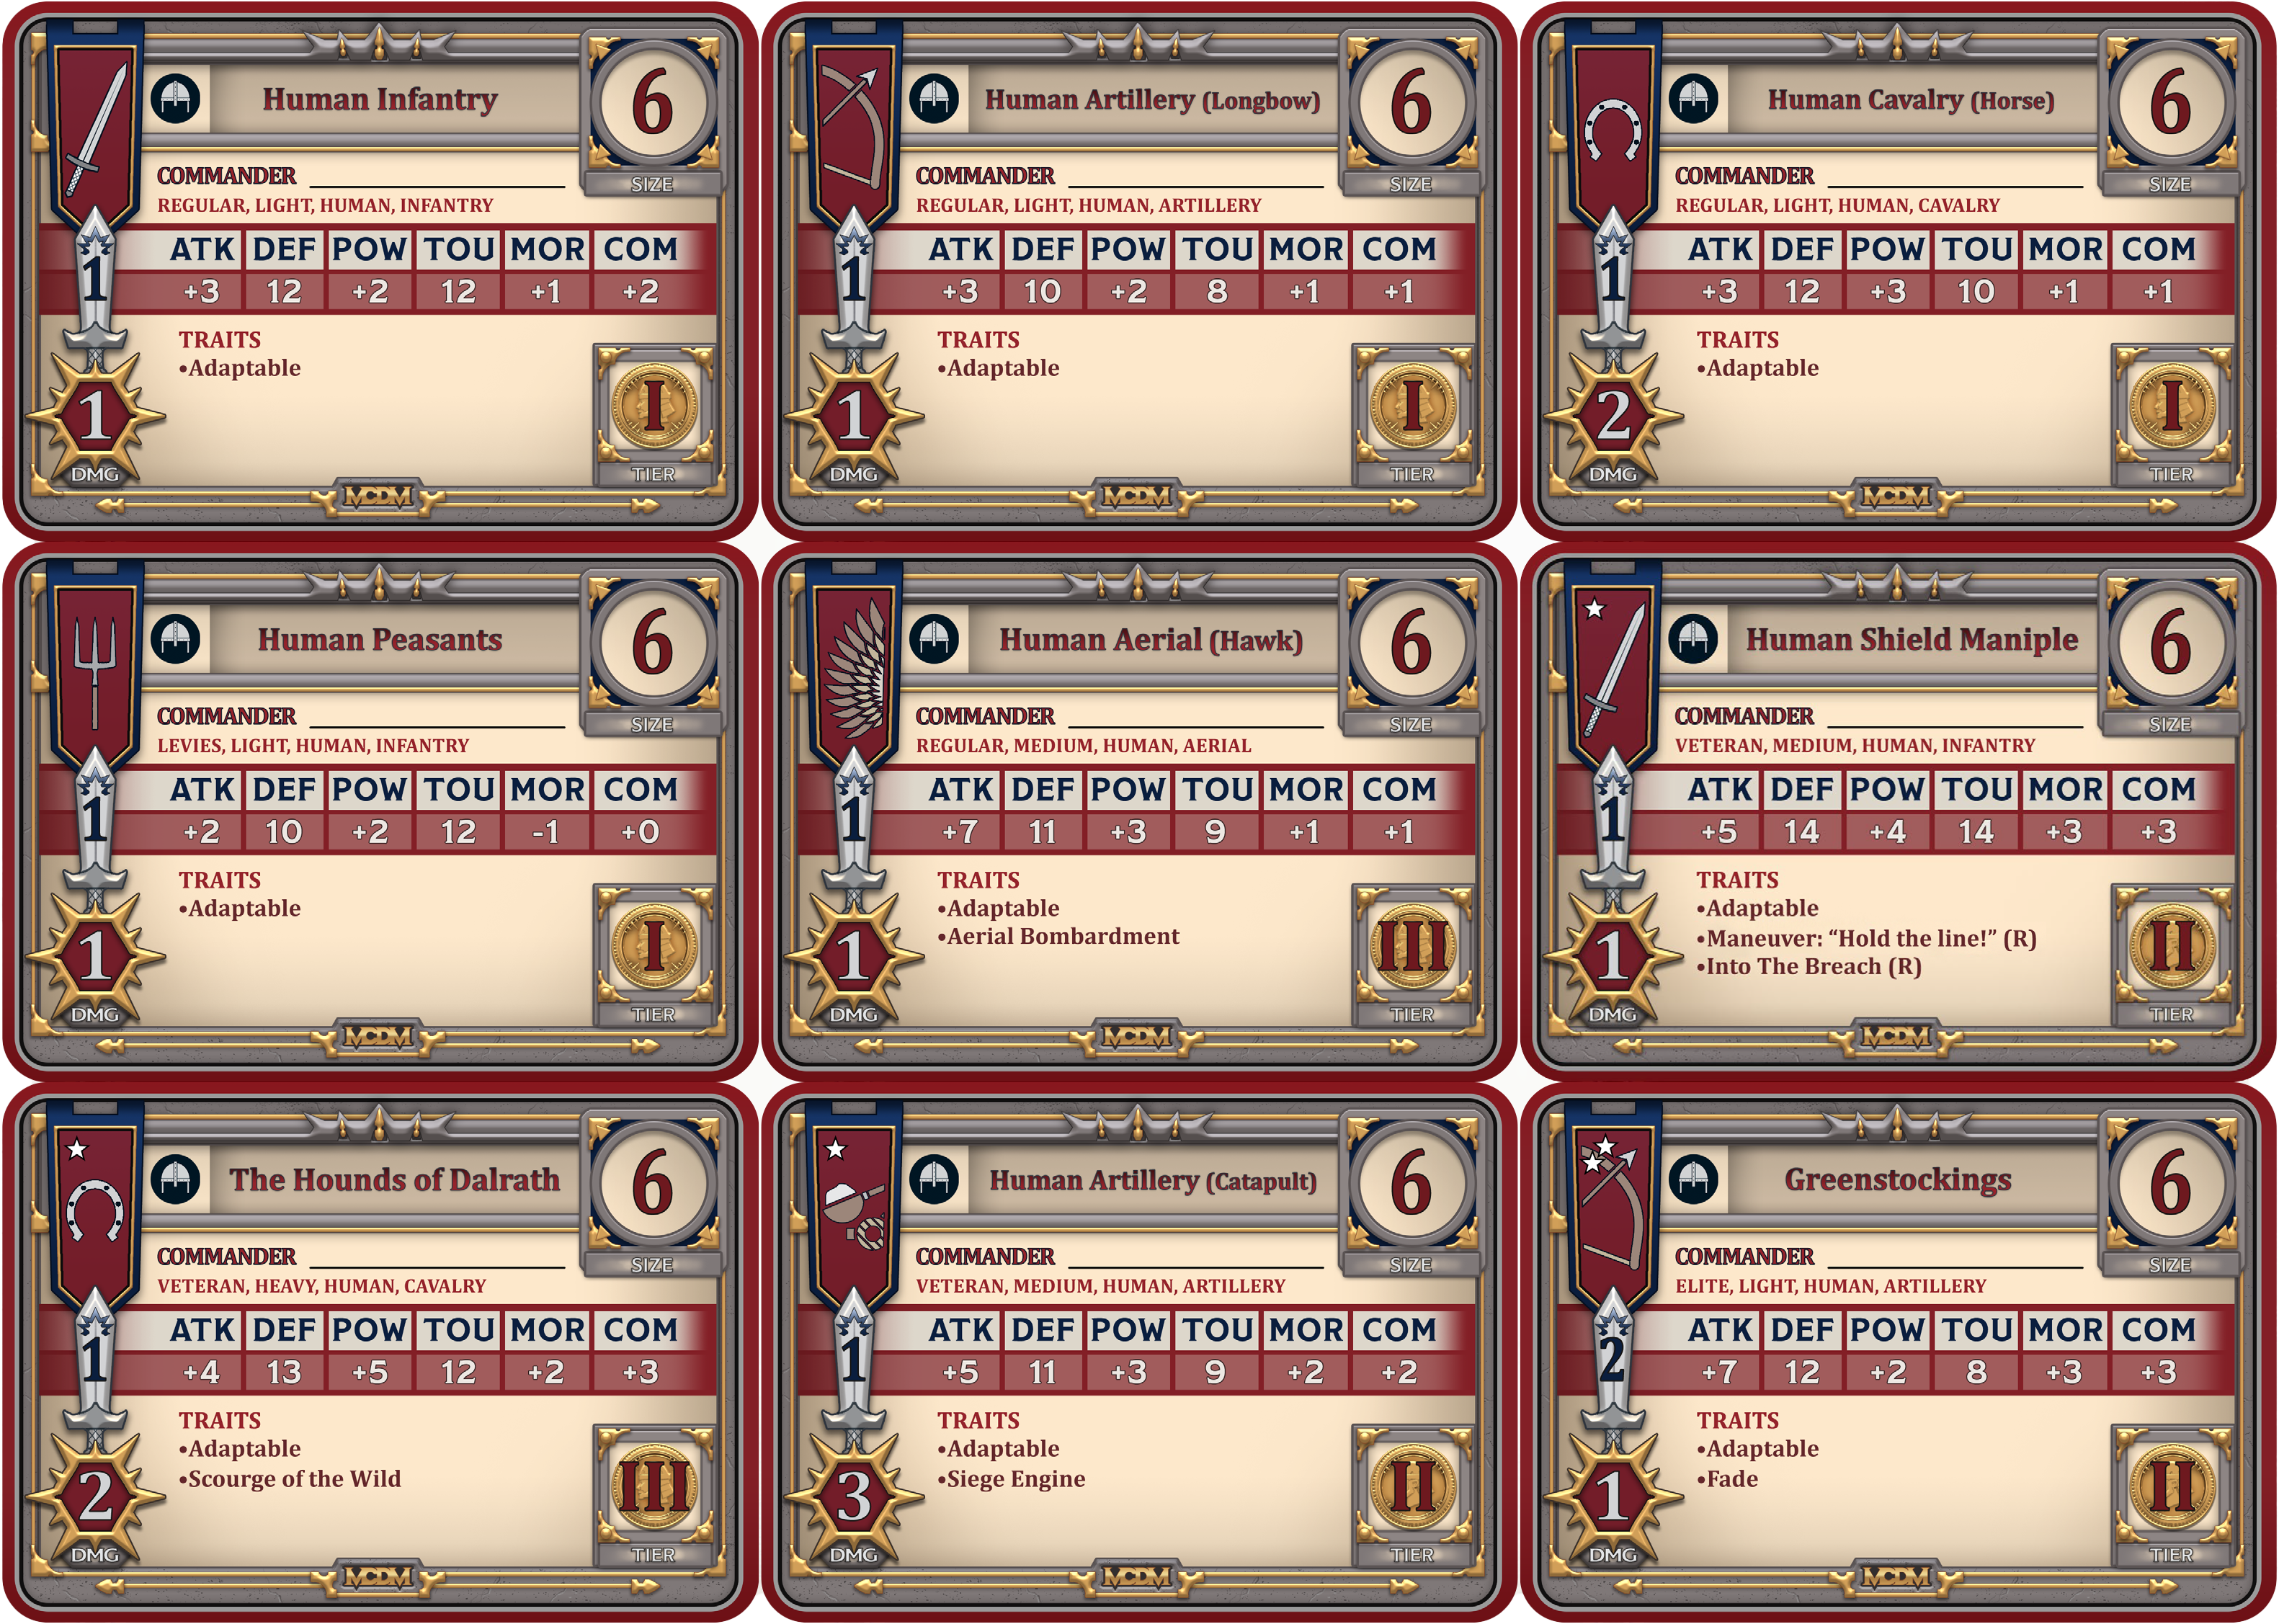 Human Infantry
6
SIZE
COMMANDER
REGULAR, LIGHT, HUMAN, INFANTRY
ATK DEF POW TOU MOR COM
1
+3 12 +2 12 +1 +2
TRAITS
•Adaptable
1
DMG
I
TIER
MCDM
Human Artillery (Longbow)
6
SIZE
COMMANDER
REGULAR, LIGHT, HUMAN, ARTILLERY
ATK DEF POW TOU MOR COM
1
+3 10 +2 8 +1 +1
TRAITS
•Adaptable
1
DMG
I
TIER
MCDM
Human Cavalry (Horse)
6
SIZE
COMMANDER
REGULAR, LIGHT, HUMAN, CAVALRY
ATK DEF POW TOU MOR COM
1
+3 12 +3 10 +1 +1
TRAITS
•Adaptable
2
DMG
I
TIER
MCDM
Human Peasants
6
SIZE
COMMANDER
LEVIES, LIGHT, HUMAN, INFANTRY
ATK DEF POW TOU MOR COM
1
+2 10 +2 12 -1 +0
TRAITS
•Adaptable
1
DMG
I
TIER
MCDM
Human Aerial (Hawk)
6
SIZE
COMMANDER
REGULAR, MEDIUM, HUMAN, AERIAL
ATK DEF POW TOU MOR COM
1
+7 11 +3 9 +1 +1
TRAITS
•Adaptable
•Aerial Bombardment
1
DMG
III
TIER
MCDM
Human Shield Maniple
6
SIZE
COMMANDER
VETERAN, MEDIUM, HUMAN, INFANTRY
ATK DEF POW TOU MOR COM
1
+5 14 +4 14 +3 +3
TRAITS
•Adaptable
•Maneuver: “Hold the line!” (R)
•Into The Breach (R)
1
DMG
II
TIER
MCDM
The Hounds of Dalrath
6
SIZE
COMMANDER
VETERAN, HEAVY, HUMAN, CAVALRY
ATK DEF POW TOU MOR COM
1
+4 13 +5 12 +2 +3
TRAITS
•Adaptable
•Scourge of the Wild
2
DMG
III
TIER
MCDM
Human Artillery (Catapult)
6
SIZE
COMMANDER
VETERAN, MEDIUM, HUMAN, ARTILLERY
ATK DEF POW TOU MOR COM
1
+5 11 +3 9 +2 +2
TRAITS
•Adaptable
•Siege Engine
3
DMG
II
TIER
MCDM
Greenstockings
6
SIZE
COMMANDER
ELITE, LIGHT, HUMAN, ARTILLERY
ATK DEF POW TOU MOR COM
2
+7 12 +2 8 +3 +3
TRAITS
•Adaptable
•Fade
1
DMG
II
TIER
MCDM